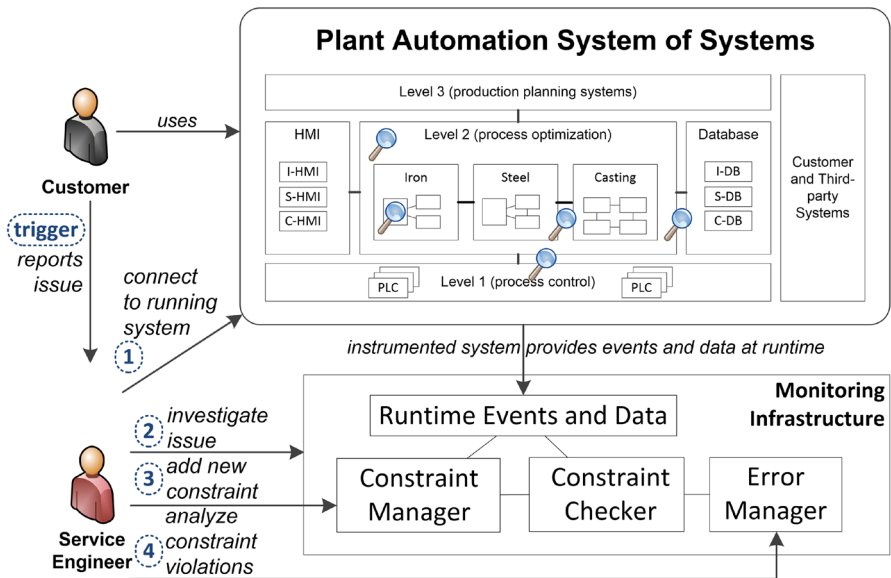 Plant Automation System of Systems
Level 3 (production planning systems)
HMI
I-HMI
S-HMI
C-HMI
Level 2 (process optimization)
Iron
Steel
Casting
Database
I-DB
S-DB
C-DB
Customer
and Third-
party
Systems
Level 1 (process control)
PLC
PLC
uses
Customer
trigger
reports
issue
connect
to running
system
1
instrumented system provides events and data at runtime
Monitoring
Infrastructure
Runtime Events and Data
Constraint
Manager
Constraint
Checker
Error
Manager
2
investigate
issue
3
add new
constraint
4
analyze
constraint
violations
Service
Engineer